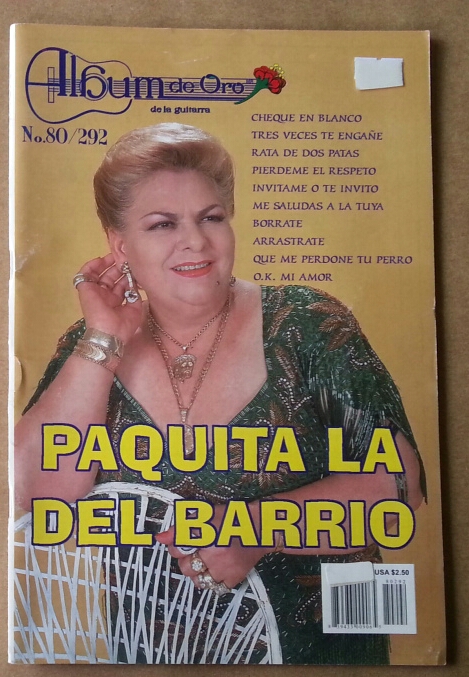 Album de Oro
de la guitarra
No.80/292
CHEQUE EN BLANCO
TRES VECES TE ENGAÑE
RATA DE DOS PATAS
PIERDEME EL RESPETO
INVITAME O TE INVITO
ME SALUDAS A LA TUYA
BORRATE
ARRASTRATE
QUE ME PERDONE TU PERRO
O.K. MI AMOR
PAQUITA LA
DEL BARRIO
USA $2.50